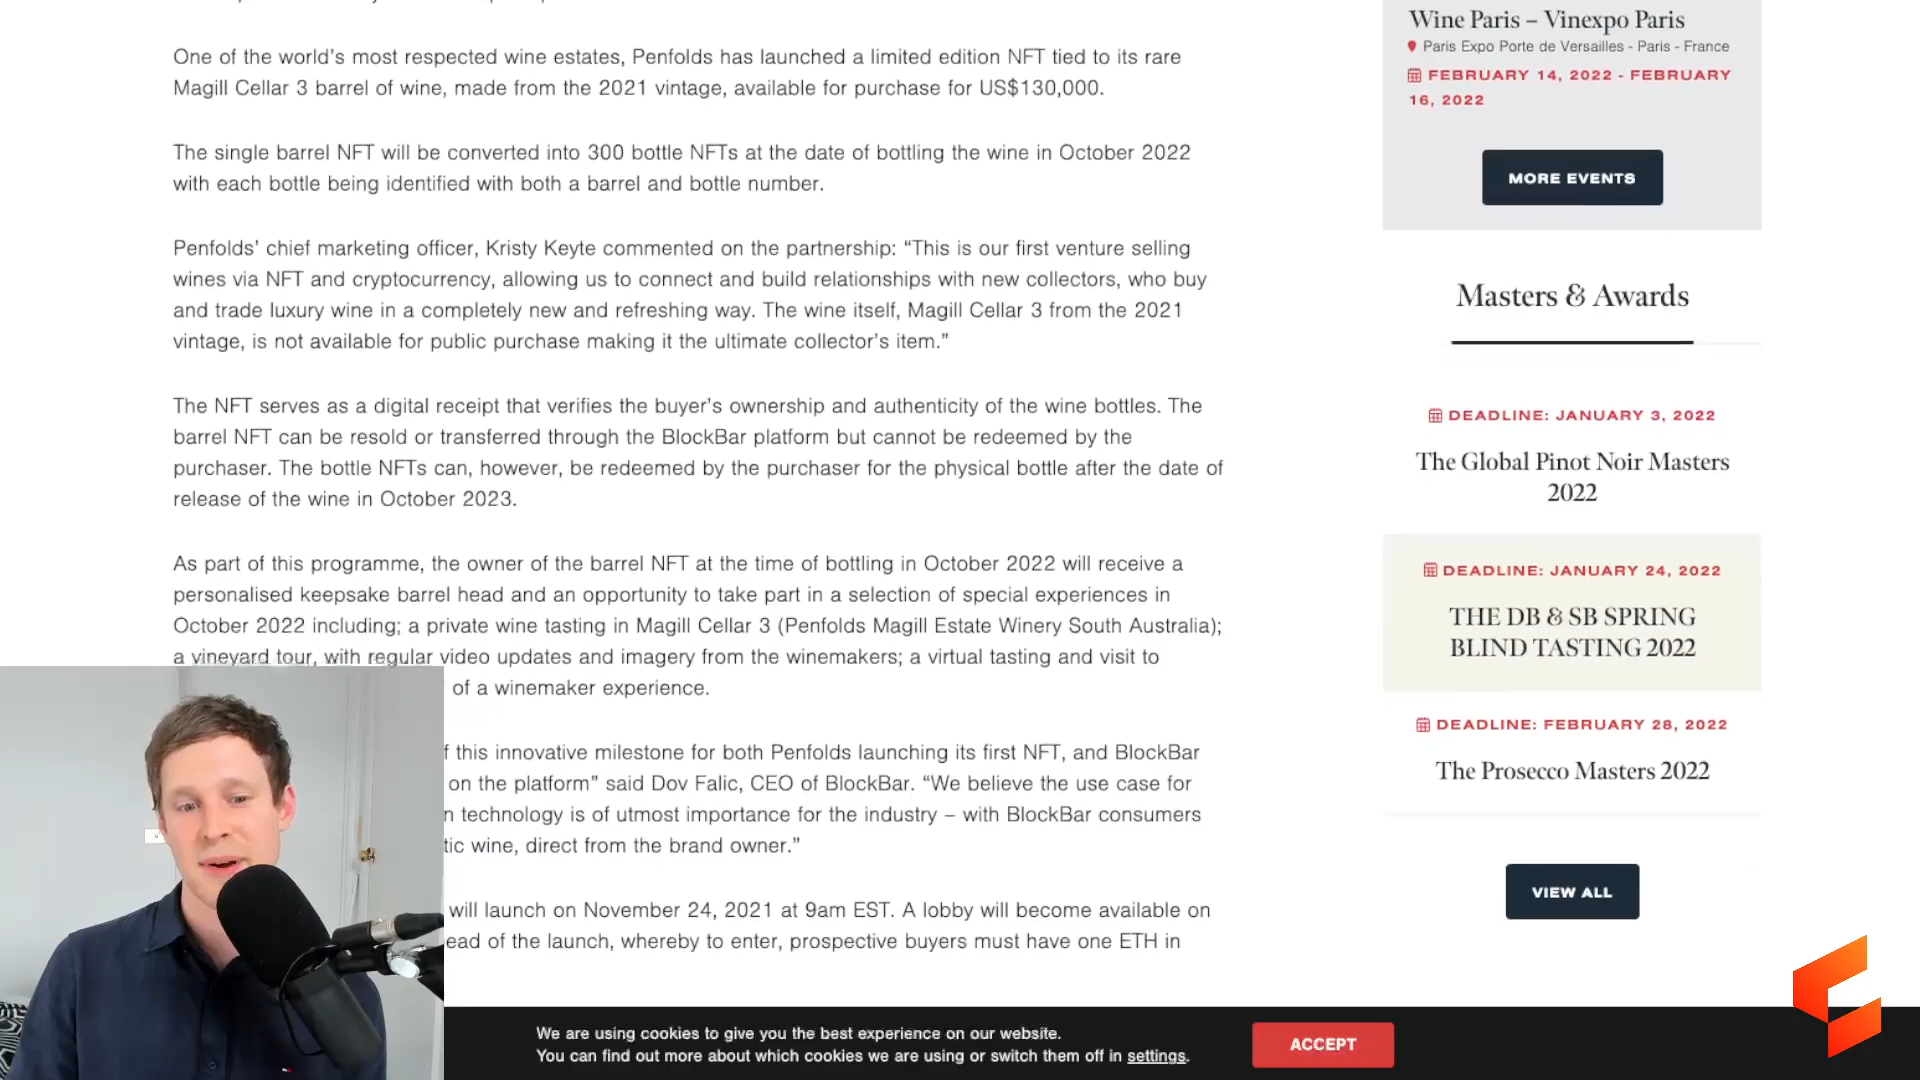 One of the world's most respected wine estates, Penfolds has launched a limited edition NFT tied to its rare
Magill Cellar 3 barrel of wine, made from the 2021 vintage, available for purchase for US$130,000.
The single barrel NFT will be converted into 300 bottle NFTs at the date of bottling the wine in October 2022
with each bottle being identified with both a barrel and bottle number.
Penfolds' chief marketing officer, Kristy Keyte commented on the partnership: “This is our first venture selling
wines via NFT and cryptocurrency, allowing us to connect and build relationships with new collectors, who buy
and trade luxury wine in a completely new and refreshing way. The wine itself, Magill Cellar 3 from the 2021
vintage, is not available for public purchase making it the ultimate collector's item.”
The NFT serves as a digital receipt that verifies the buyer's ownership and authenticity of the wine bottles. The
barrel NFT can be resold or transferred through the BlockBar platform but cannot be redeemed by the
purchaser. The bottle NFTs can, however, be redeemed by the purchaser for the physical bottle after the date of
release of the wine in October 2023.
As part of this programme, the owner of the barrel NFT at the time of bottling in October 2022 will receive a
personalised keepsake barrel head and an opportunity to take part in a selection of special experiences in
October 2022 including; a private wine tasting in Magill Cellar 3 (Penfolds Magill Estate Winery South Australia);
a vineyard tour, with regular video updates and imagery from the winemakers; a virtual tasting and visit to
of a winemaker experience.
f this innovative milestone for both Penfolds launching its first NFT, and BlockBar
on the platform” said Dov Falic, CEO of BlockBar. “We believe the use case for
n technology is of utmost importance for the industry – with BlockBar consumers
tic wine, direct from the brand owner.”
will launch on November 24, 2021 at 9am EST. A lobby will become available on
ead of the launch, whereby to enter, prospective buyers must have one ETH in
Wine Paris – Vinexpo Paris
Paris Expo Porte de Versailles - Paris - France
FEBRUARY 14, 2022 - FEBRUARY
16, 2022
MORE EVENTS
Masters & Awards
DEADLINE: JANUARY 3, 2022
The Global Pinot Noir Masters
2022
DEADLINE: JANUARY 24, 2022
THE DB & SB SPRING
BLIND TASTING 2022
DEADLINE: FEBRUARY 28, 2022
The Prosecco Masters 2022
VIEW ALL
We are using cookies to give you the best experience on our website.
You can find out more about which cookies we are using or switch them off in settings.
ACCEPT